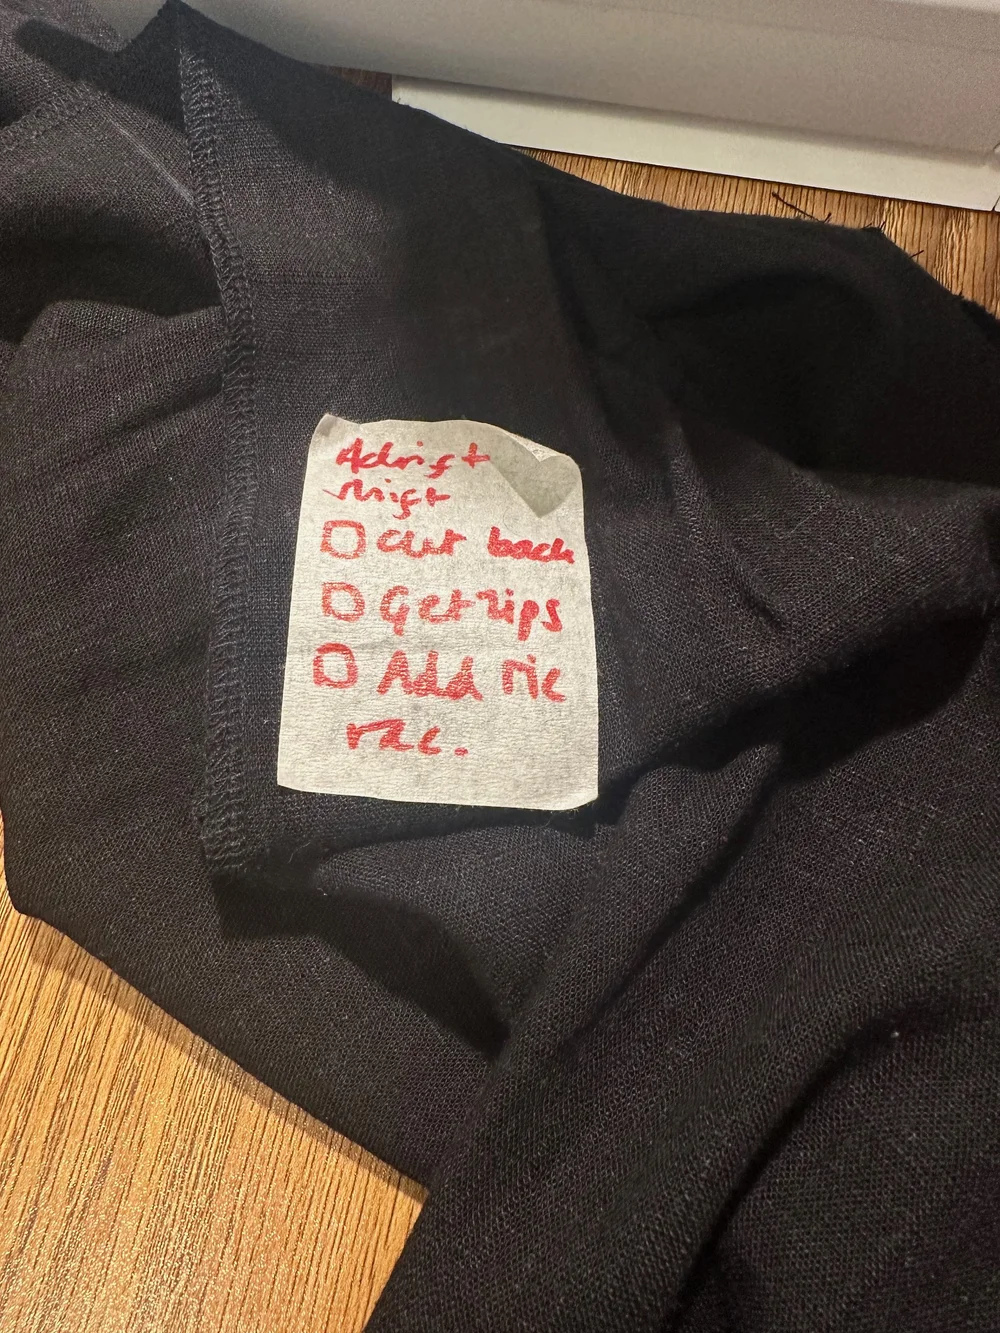 Adrift
cut back
Get zips
Add ric
rac.